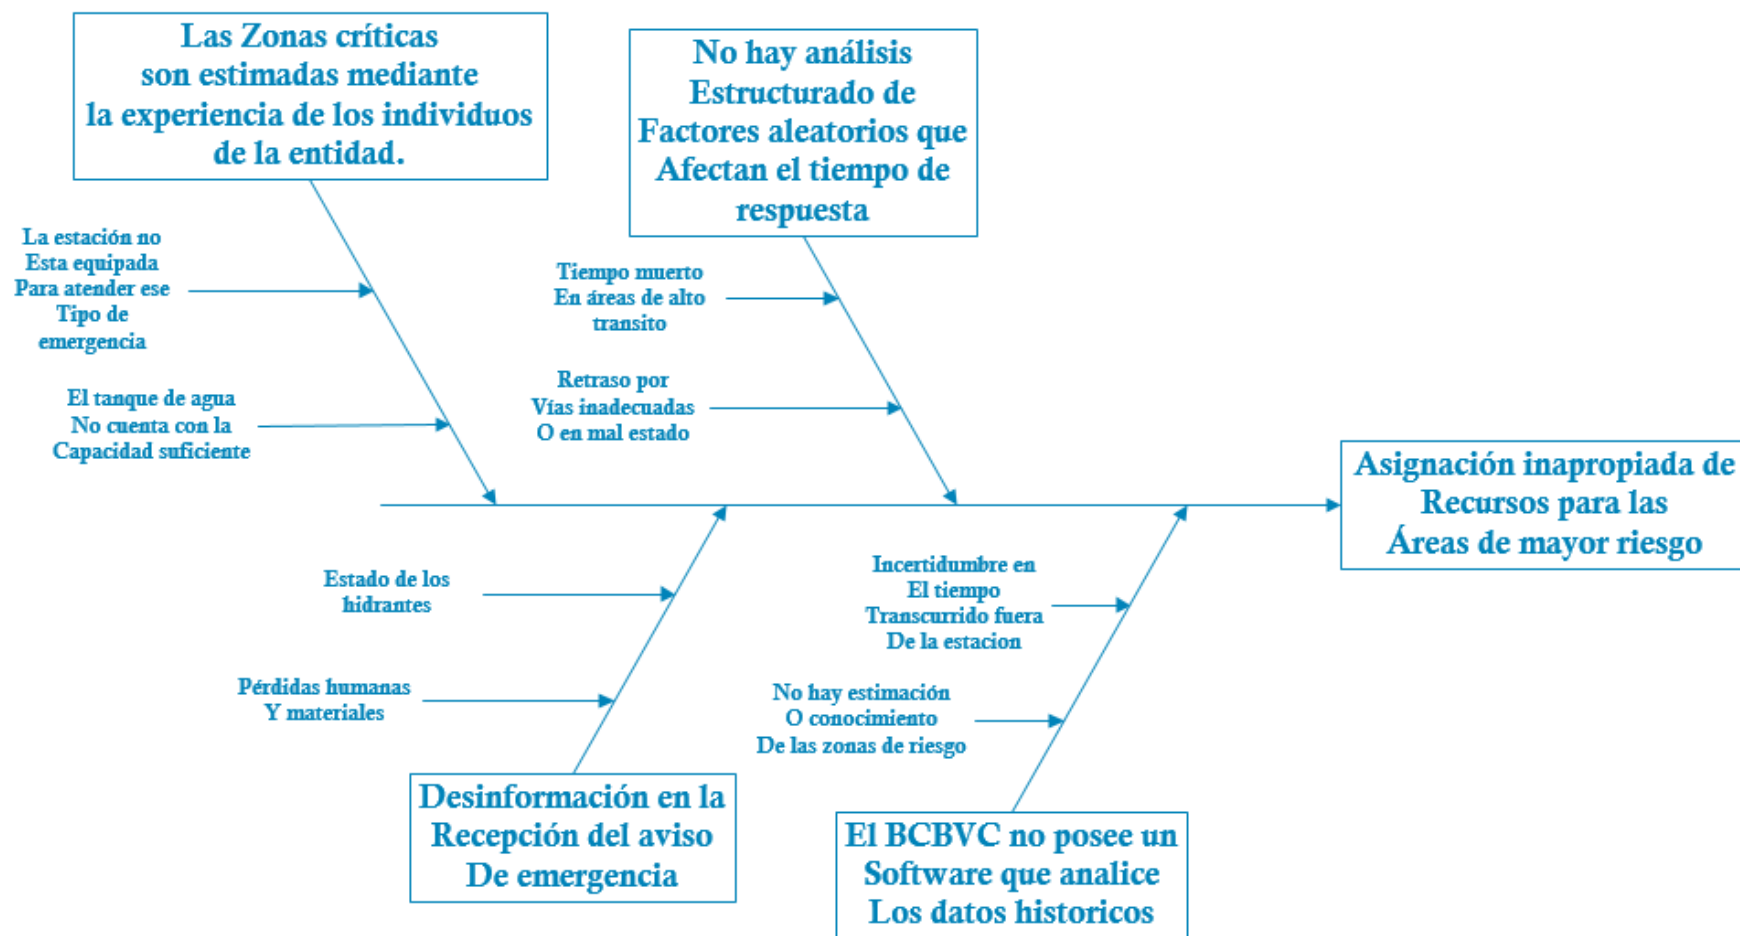 Las Zonas críticas
son estimadas mediante
la experiencia de los individuos
de la entidad.
No hay análisis
Estructurado de
Factores aleatorios que
Afectan el tiempo de
respuesta
La estación no
Esta equipada
Para atender ese
Tipo de
emergencia
El tanque de agua
No cuenta con la
Capacidad suficiente
Tiempo muerto
En áreas de alto
transito
Retraso por
Vías inadecuadas
O en mal estado
Asignación inapropiada de
Recursos para las
Áreas de mayor riesgo
Estado de los
hidrantes
Pérdidas humanas
Y materiales
Incertidumbre en
El tiempo
Transcurrido fuera
De la estacion
No hay estimación
O conocimiento
De las zonas de riesgo
Desinformación en la
Recepción del aviso
De emergencia
El BCBVC no posee un
Software que analice
Los datos historicos